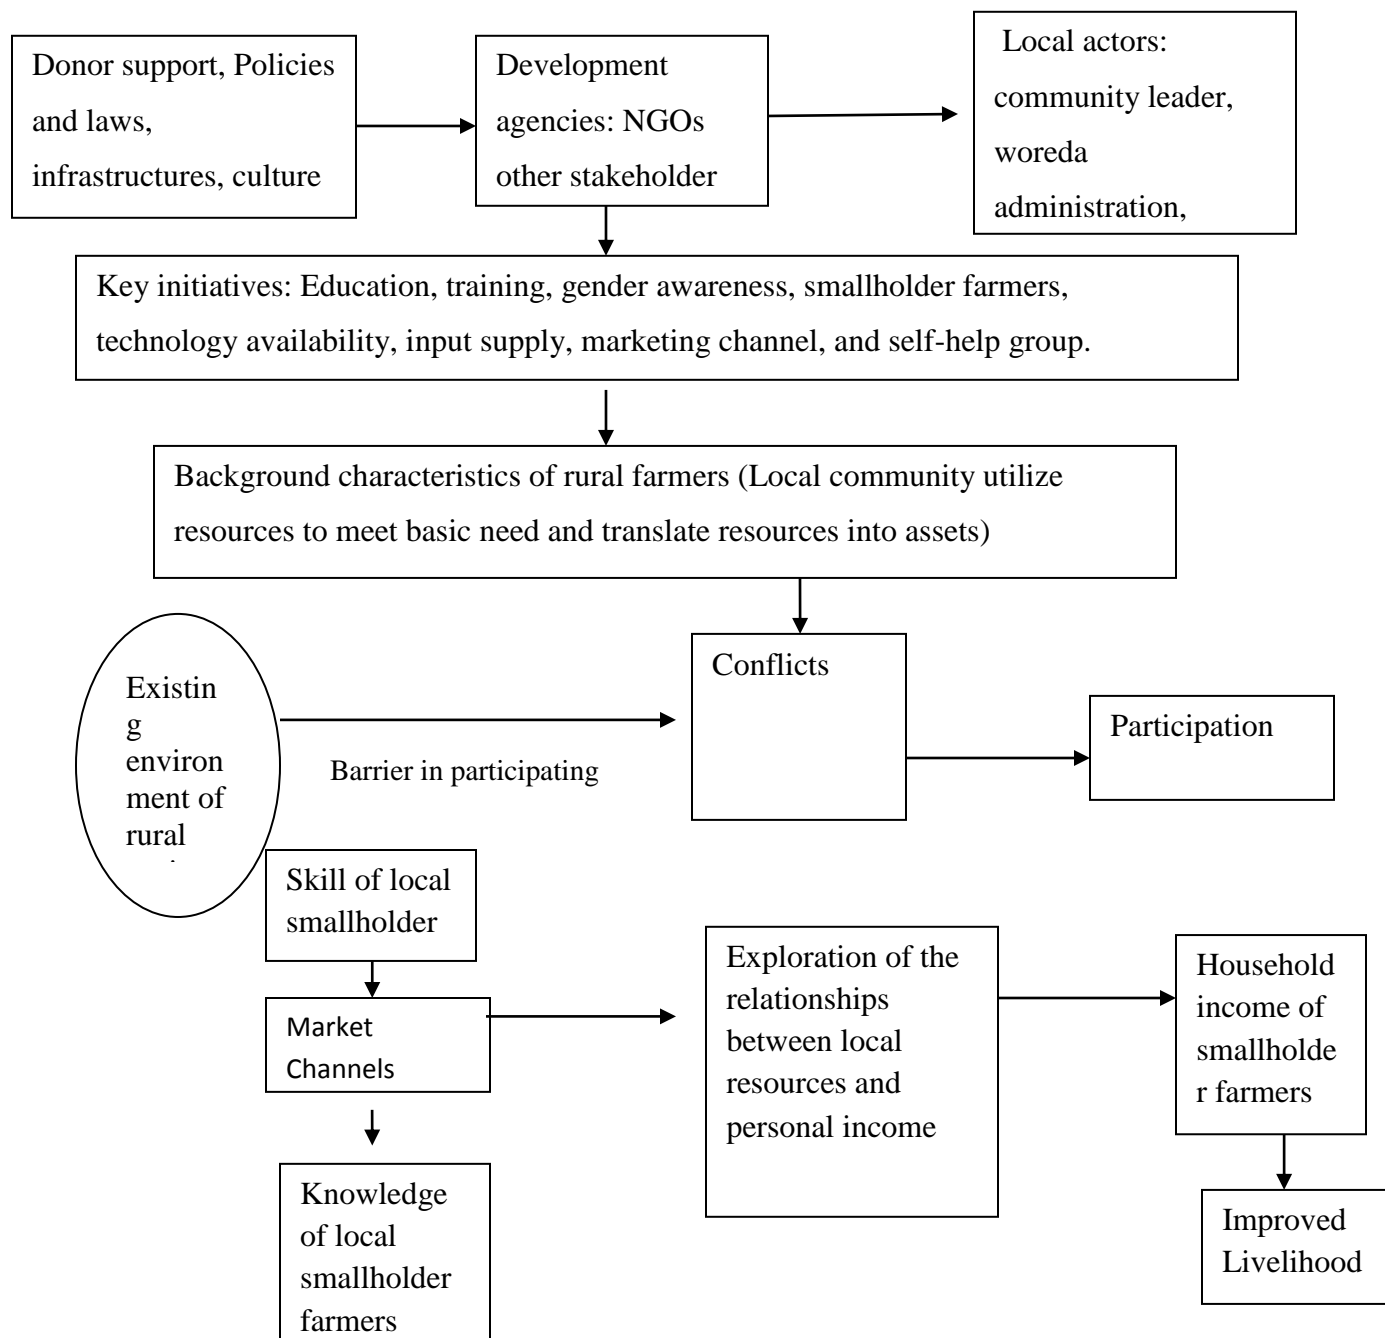 Donor support, Policies
and laws,
infrastructures, culture
Development
agencies: NGOs
other stakeholder
Local actors:
community leader,
woreda
administration,
Key initiatives: Education, training, gender awareness, smallholder farmers,
technology availability, input supply, marketing channel, and self-help group.
Background characteristics of rural farmers (Local community utilize
resources to meet basic need and translate resources into assets)
Existin
g
environ
ment of
rural
Barrier in participating
Conflicts
Participation
Skill of local
smallholder
Market
Channels
Knowledge
of local
smallholder
farmers
Exploration of the
relationships
between local
resources and
personal income
Household
income of
smallholde
r farmers
Improved
Livelihood